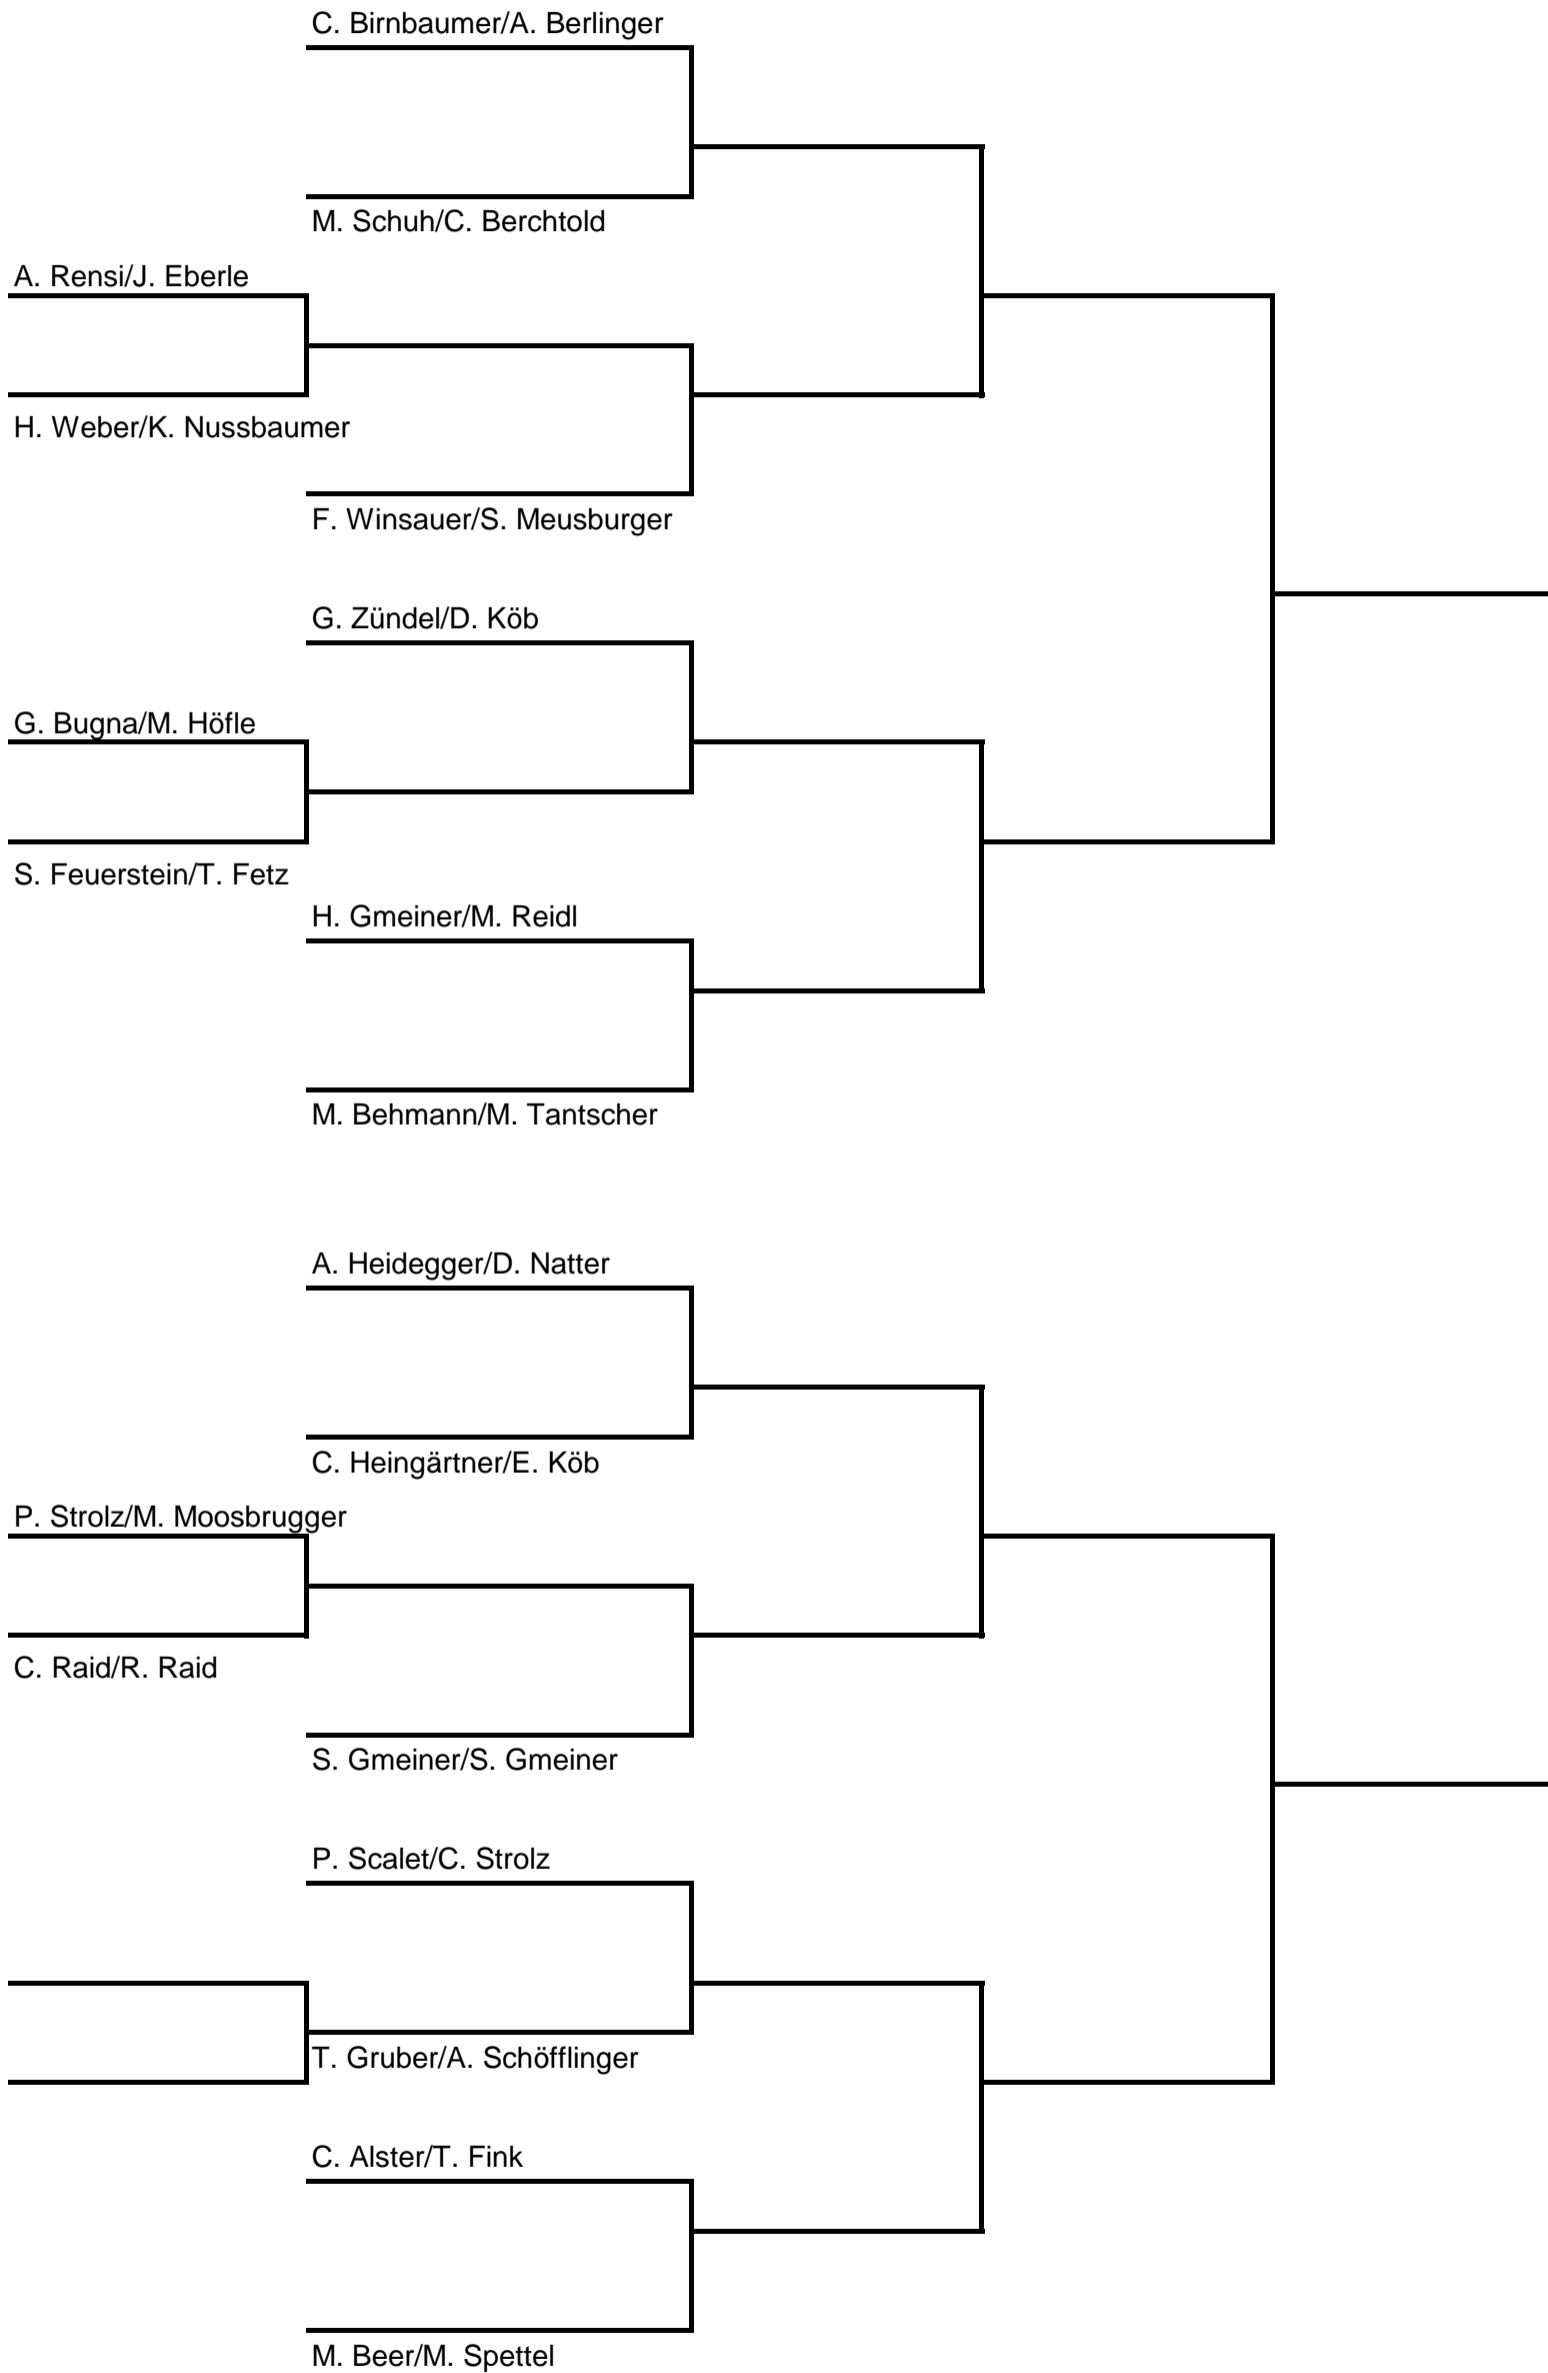 C. Birnbaumer/A. Berlinger
M. Schuh/C. Berchtold
A. Rensi/J. Eberle
H. Weber/K. Nussbaumer
F. Winsauer/S. Meusburger
G. Zündel/D. Köb
G. Bugna/M. Höfle
S. Feuerstein/T. Fetz
H. Gmeiner/M. Reidl
M. Behmann/M. Tantscher
A. Heidegger/D. Natter
C. Heingärtner/E. Köb
P. Strolz/M. Moosbrugger
C. Raid/R. Raid
S. Gmeiner/S. Gmeiner
P. Scalet/C. Strolz
T. Gruber/A. Schöfflinger
C. Alster/T. Fink
M. Beer/M. Spettel